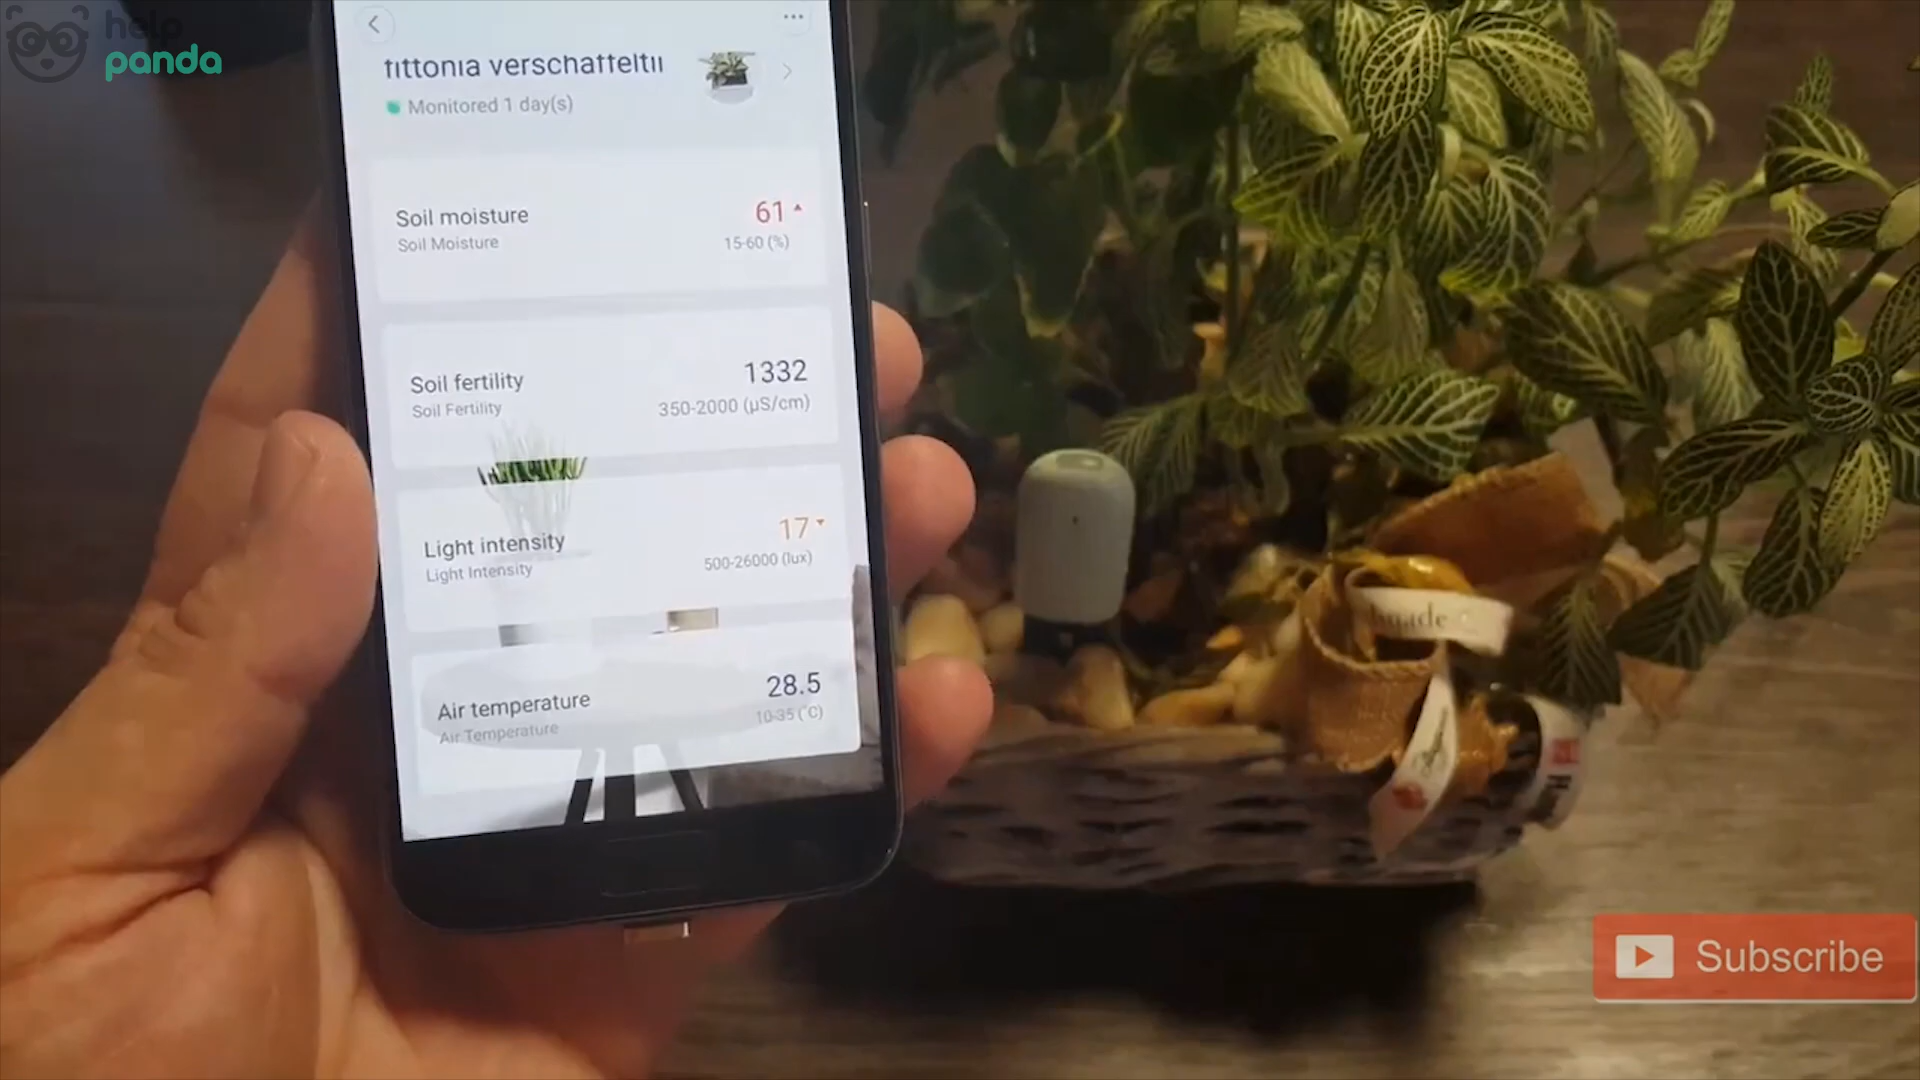 help
panda
fittonia verschaffeltii
Monitored 1 day(s)
Soil moisture
61
Soil Moisture
15-60 (%)
Soil fertility
1332
Soil Fertility
350-2000 (µS/cm)
Light intensity
17
Light Intensity
500-26000 (lux)
Air temperature
28.5
Air Temperature
10-35 (°C)
Subscribe